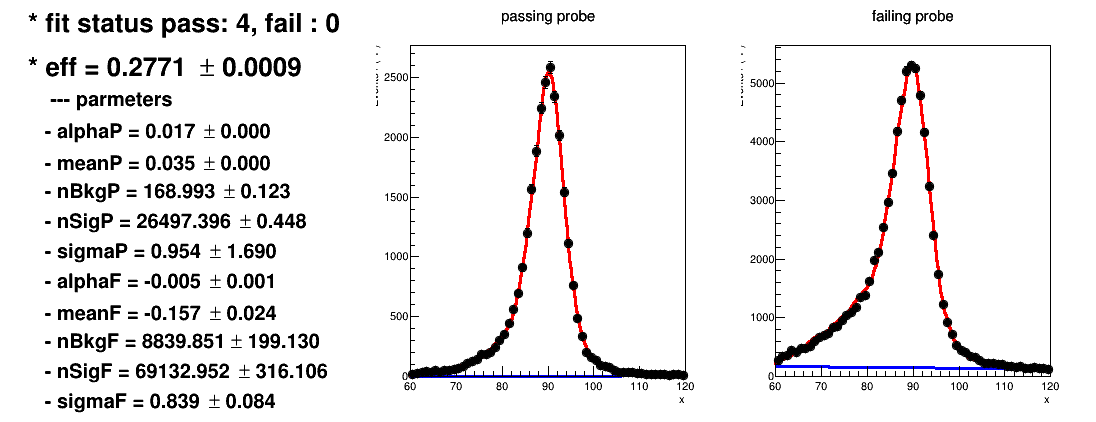 * fit status pass: 4, fail : 0
* eff = 0.2771 ± 0.0009
--- parmeters
- alphaP = 0.017 ± 0.000
- meanP = 0.035 ± 0.000
- nBkgP = 168.993 ± 0.123
- nSigP = 26497.396 ± 0.448
- sigmaP = 0.954 ± 1.690
- alphaF = -0.005 ± 0.001
- meanF = -0.157 ± 0.024
- nBkgF = 8839.851 ± 199.130
- nSigF = 69132.952 ± 316.106
- sigmaF = 0.839 ± 0.084
passing probe
2500
2000
1500
1000
500
0
60 70 80 90 100 110 120
x
failing probe
5000
4000
3000
2000
1000
0
60 70 80 90 100 110 120
x